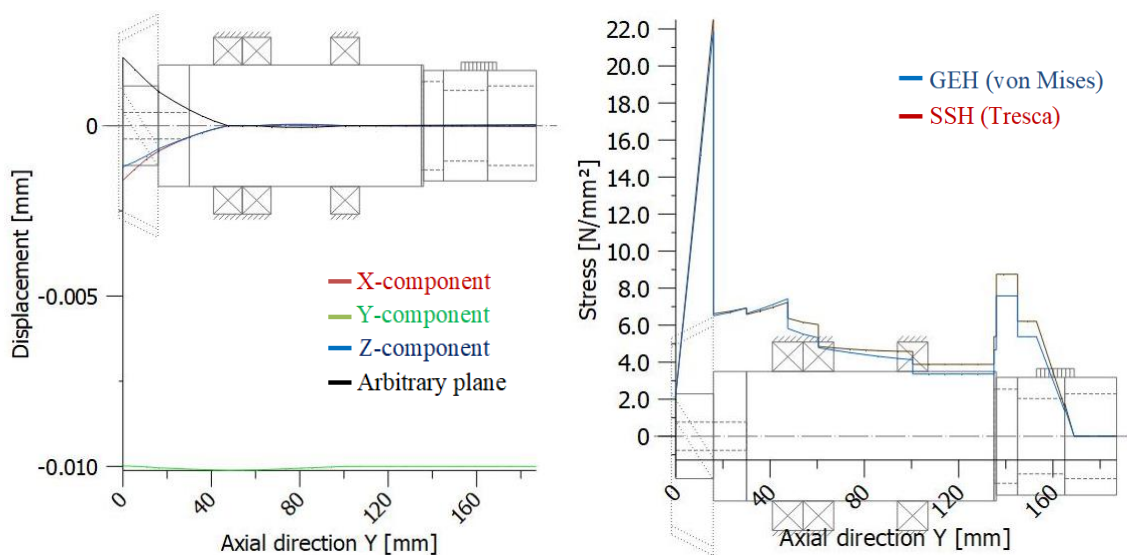 0
-0.005
-0.010
Displacement [mm]
X-component
Y-component
Z-component
Arbitrary plane
0
40
80
120
160
Axial direction Y [mm]
22.0
20.0
18.0
16.0
14.0
12.0
10.0
8.0
6.0
4.0
2.0
0
Stress [N/mm²]
GEH (von Mises)
SSH (Tresca)
0
40
80
120
160
Axial direction Y [mm]